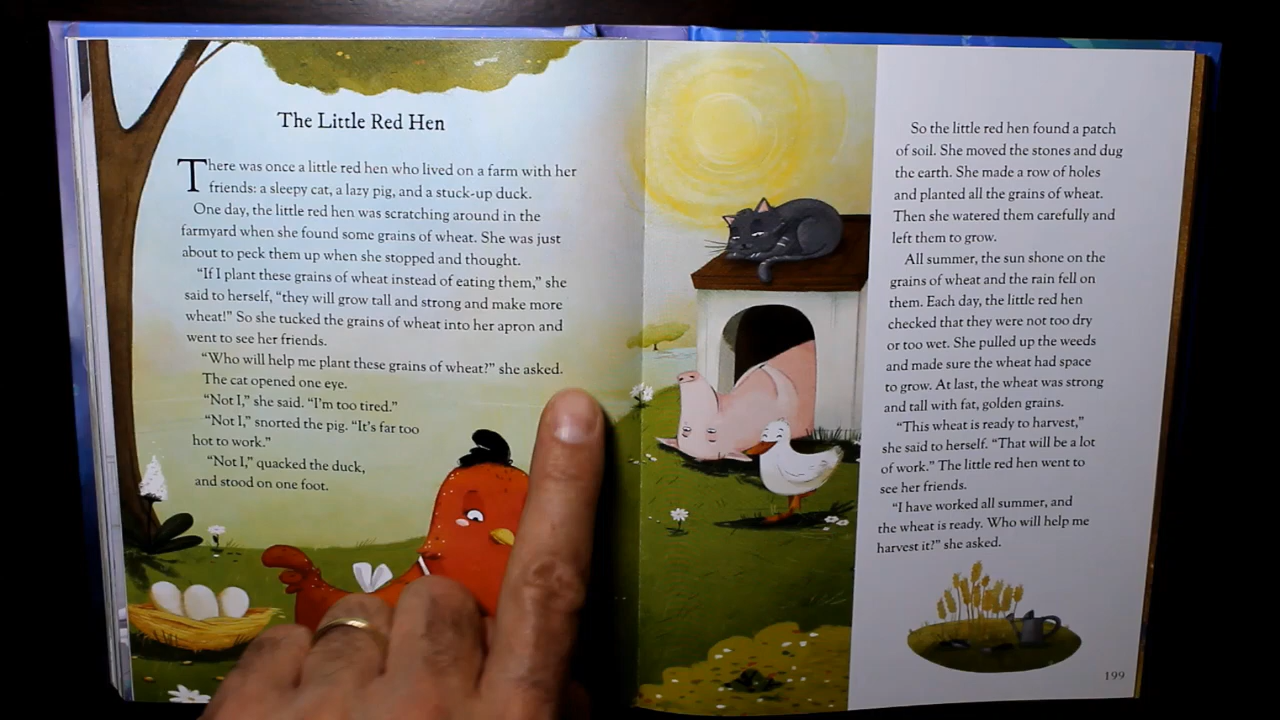 The Little Red Hen
There was once a little red hen who lived on a farm with her
friends: a sleepy cat, a lazy pig, and a stuck-up duck.
One day, the little red hen was scratching around in the
farmyard when she found some grains of wheat. She was just
about to peck them up when she stopped and thought.
“If I plant these grains of wheat instead of eating them,” she
said to herself, “they will grow tall and strong and make more
wheat!” So she tucked the grains of wheat into her apron and
went to see her friends.
“Who will help me plant these grains of wheat?” she asked.
The cat opened one eye.
“Not I,” she said. “I’m too tired.”
“Not I,” snorted the pig. “It’s far too
hot to work.”
“Not I,” quacked the duck,
and stood on one foot.
So the little red hen found a patch
of soil. She moved the stones and dug
the earth. She made a row of holes
and planted all the grains of wheat.
Then she watered them carefully and
left them to grow.
All summer, the sun shone on the
grains of wheat and the rain fell on
them. Each day, the little red hen
checked that they were not too dry
or too wet. She pulled up the weeds
and made sure the wheat had space
to grow. At last, the wheat was strong
and tall with fat, golden grains.
“This wheat is ready to harvest,”
she said to herself. “That will be a lot
of work.” The little red hen went to
see her friends.
“I have worked all summer, and
the wheat is ready. Who will help me
harvest it?” she asked.
199